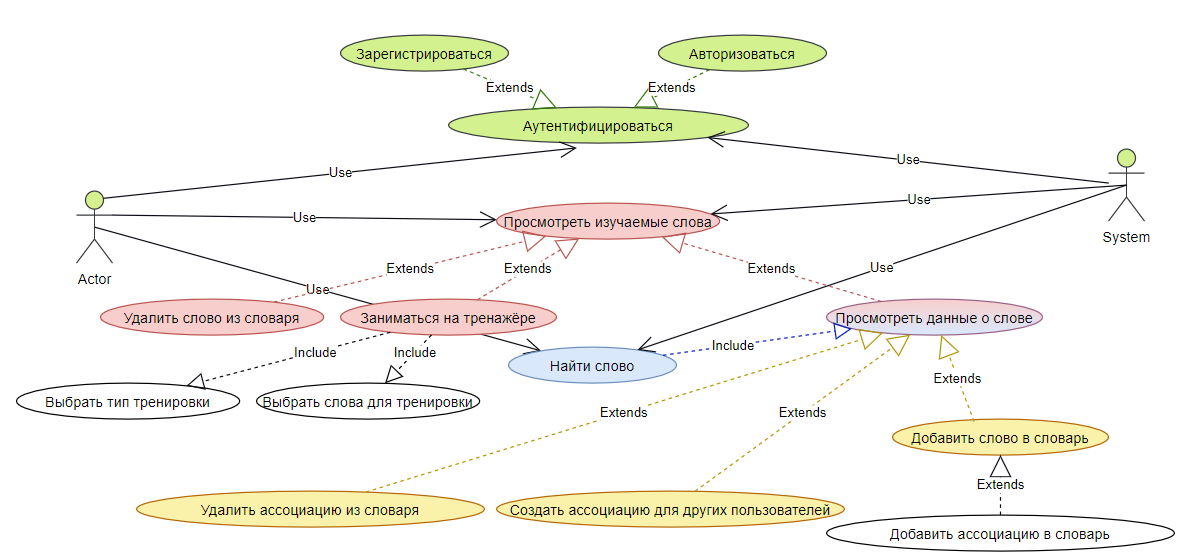 Зарегистрироваться
Авторизоваться
Extends
Extends
Аутентифицироваться
Use
Use
Use
Use
Просмотреть изучаемые слова
System
Actor
Extends
Extends
Extends
Use
Use
Удалить слово из словаря
Заниматься на тренажёре
Просмотреть данные о слове
Include
Include
Include
Найти слово
Extends
Выбрать тип тренировки
Выбрать слова для тренировки
Extends
Extends
Добавить слово в словарь
Extends
Удалить ассоциацию из словаря
Создать ассоциацию для других пользователей
Добавить ассоциацию в словарь